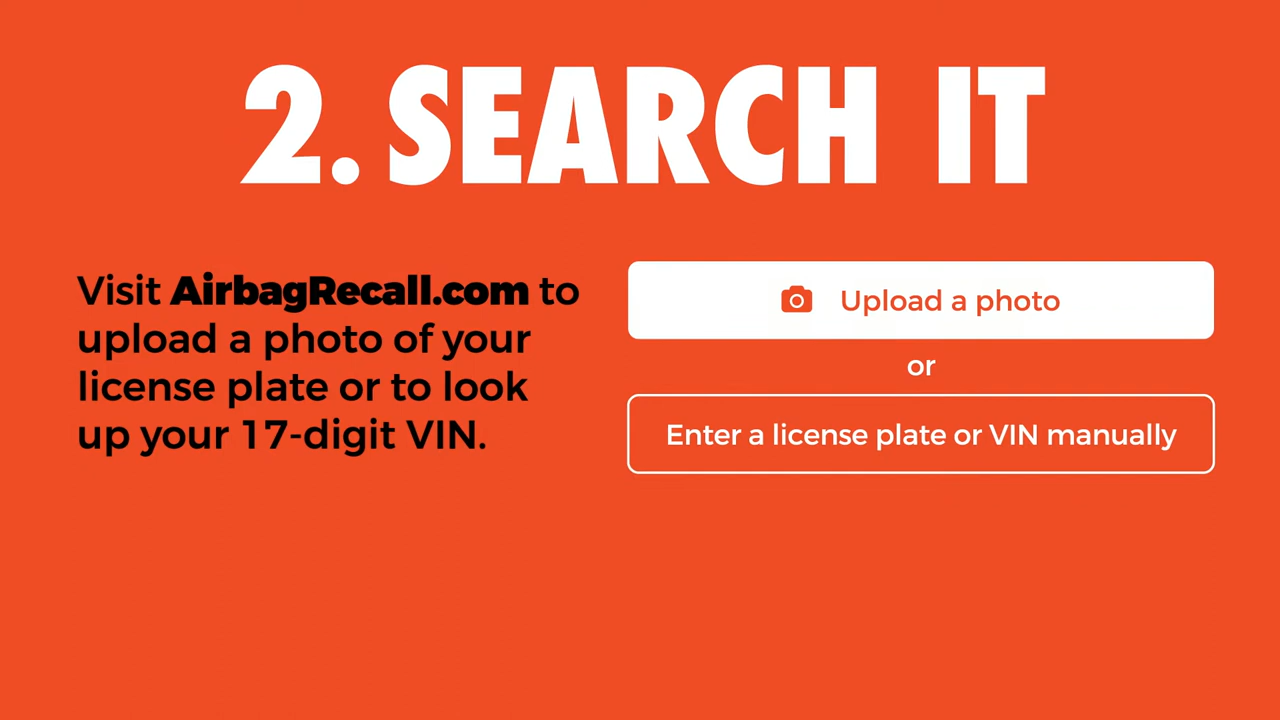 2. SEARCH IT
Visit AirbagRecall.com to
upload a photo of your
license plate or to look
up your 17-digit VIN.
Upload a photo
or
Enter a license plate or VIN manually